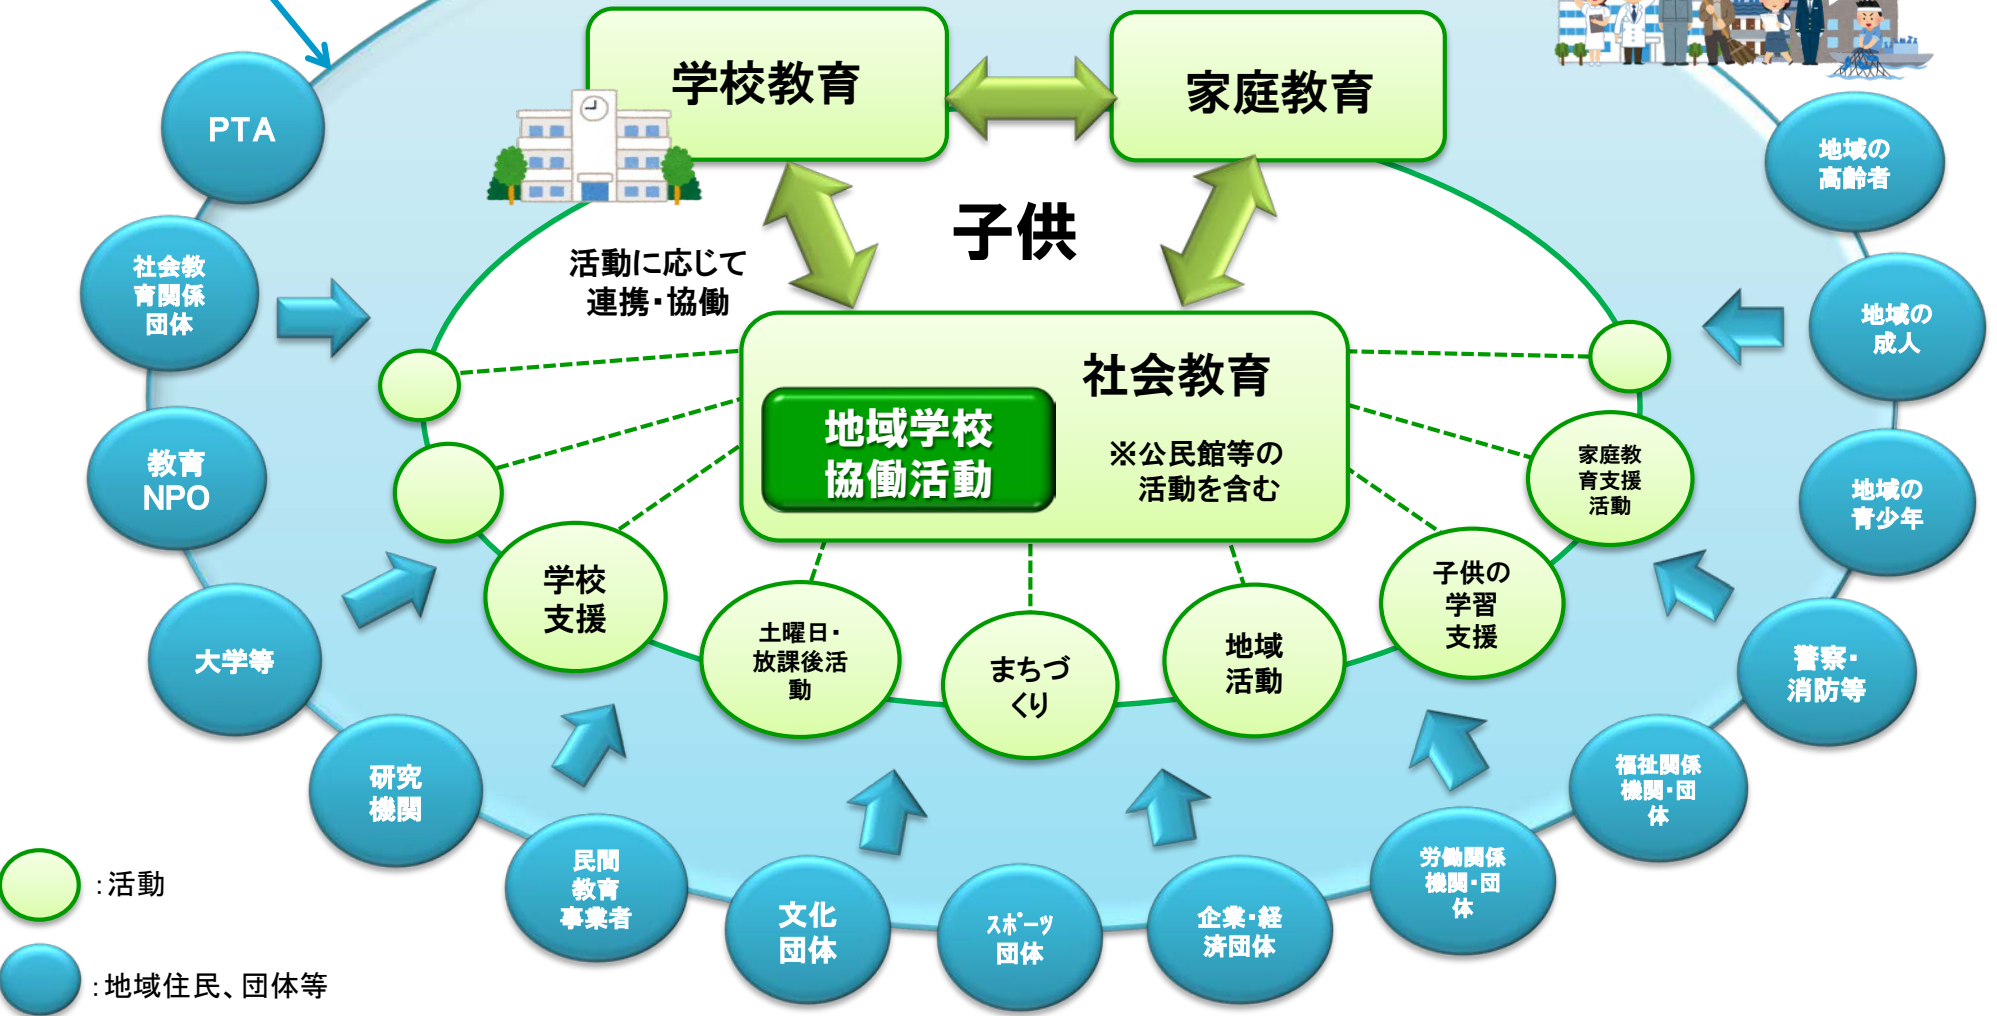 学校教育
家庭教育
子供
活動に応じて
連携・協働
社会教育
地域学校
協働活動
※公民館等の
活動を含む
PTA
社会教
育関係
団体
教育
NPO
大学等
研究
機関
民間
教育
事業者
文化
団体
スポーツ
団体
企業・経
済団体
労働関係
機関・団
体
福祉関係
機関・団
体
警察・
消防等
地域の
青少年
地域の
成人
地域の
高齢者
学校
支援
土曜日・
放課後活
動
まちづ
くり
地域
活動
子供の
学習
支援
家庭教
育支援
活動
:活動
:地域住民、団体等